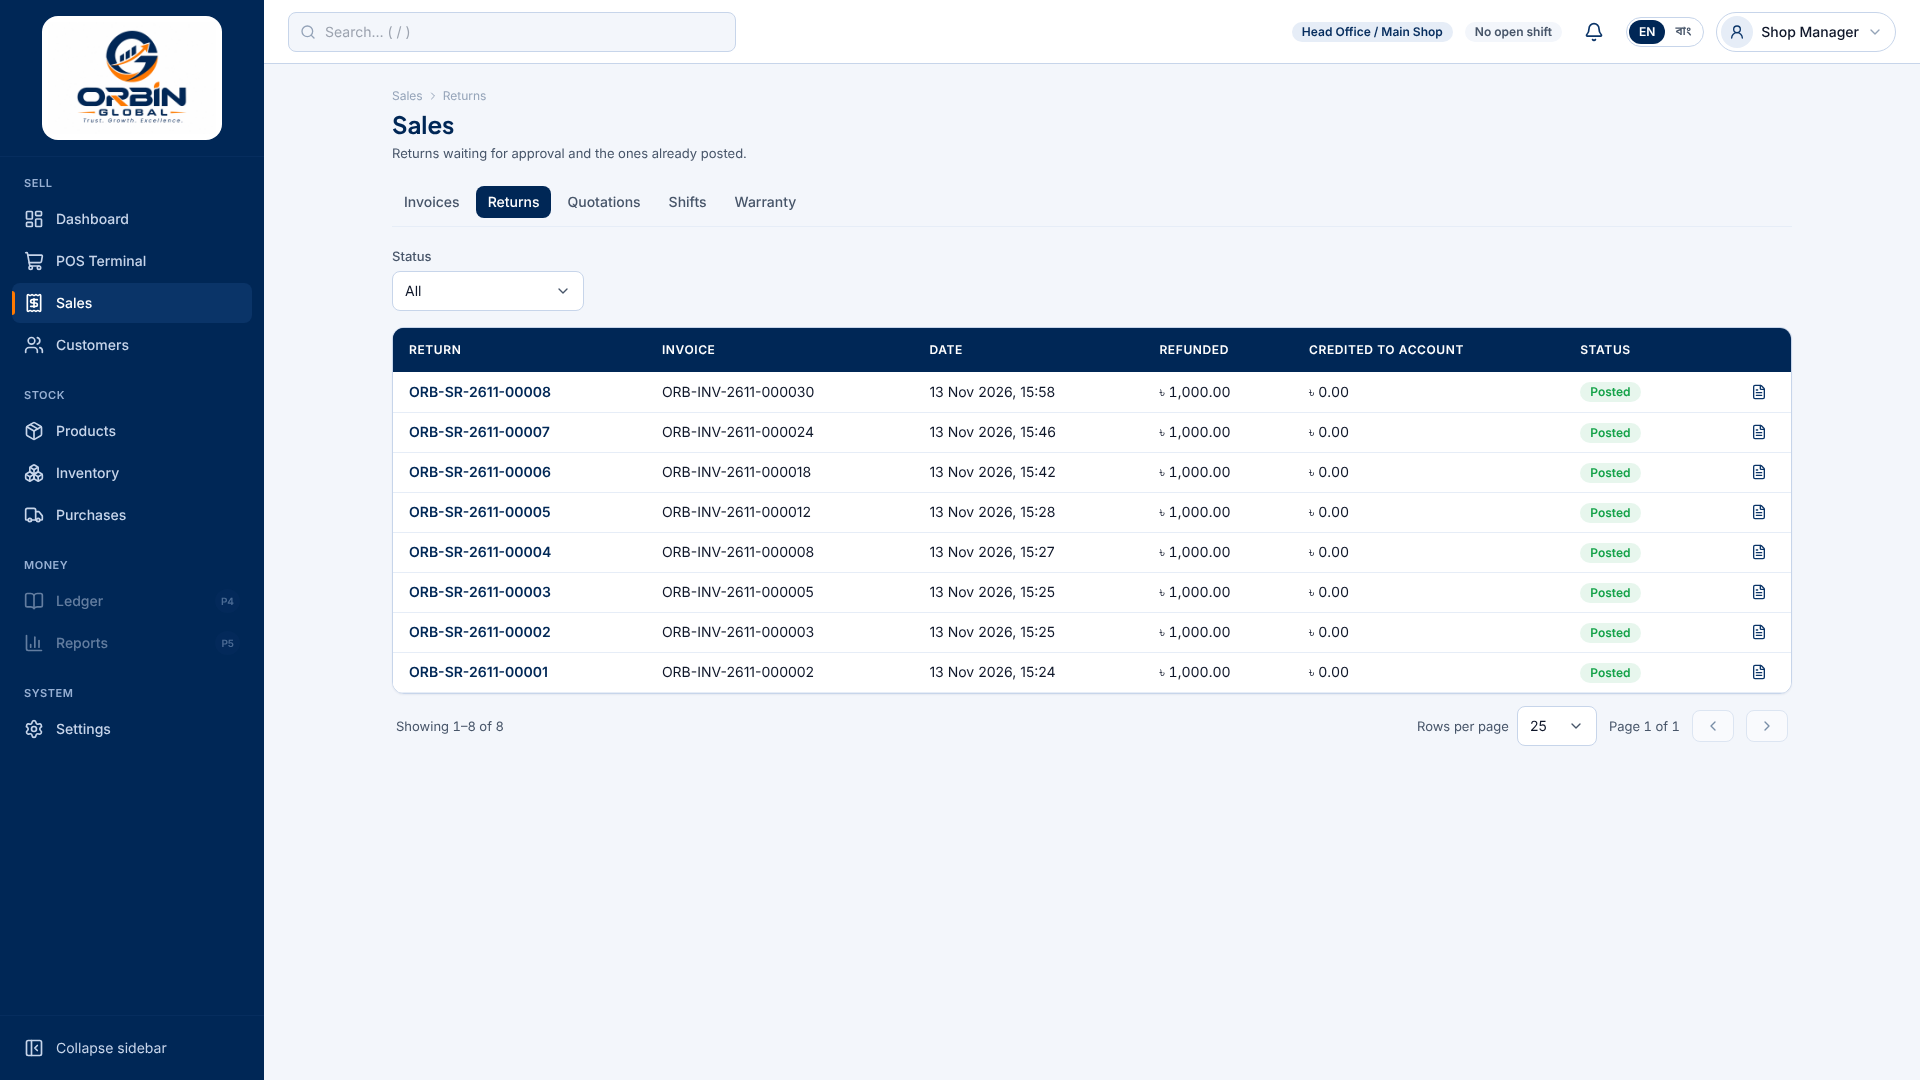 ORBIN
GLOBAL
Trust. Growth. Excellence.
SELL
Dashboard
POS Terminal
Sales
Customers
STOCK
Products
Inventory
Purchases
MONEY
Ledger P4
Reports P5
SYSTEM
Settings
Collapse sidebar
Search... ( / )
Head Office / Main Shop
No open shift
EN বাং
Shop Manager
Sales > Returns
Sales
Returns waiting for approval and the ones already posted.
Invoices Returns Quotations Shifts Warranty
Status
All
RETURN INVOICE DATE REFUNDED CREDITED TO ACCOUNT STATUS
ORB-SR-2611-00008 ORB-INV-2611-000030 13 Nov 2026, 15:58 ৳ 1,000.00 ৳ 0.00 Posted
ORB-SR-2611-00007 ORB-INV-2611-000024 13 Nov 2026, 15:46 ৳ 1,000.00 ৳ 0.00 Posted
ORB-SR-2611-00006 ORB-INV-2611-000018 13 Nov 2026, 15:42 ৳ 1,000.00 ৳ 0.00 Posted
ORB-SR-2611-00005 ORB-INV-2611-000012 13 Nov 2026, 15:28 ৳ 1,000.00 ৳ 0.00 Posted
ORB-SR-2611-00004 ORB-INV-2611-000008 13 Nov 2026, 15:27 ৳ 1,000.00 ৳ 0.00 Posted
ORB-SR-2611-00003 ORB-INV-2611-000005 13 Nov 2026, 15:25 ৳ 1,000.00 ৳ 0.00 Posted
ORB-SR-2611-00002 ORB-INV-2611-000003 13 Nov 2026, 15:25 ৳ 1,000.00 ৳ 0.00 Posted
ORB-SR-2611-00001 ORB-INV-2611-000002 13 Nov 2026, 15:24 ৳ 1,000.00 ৳ 0.00 Posted
Showing 1–8 of 8
Rows per page 25 Page 1 of 1